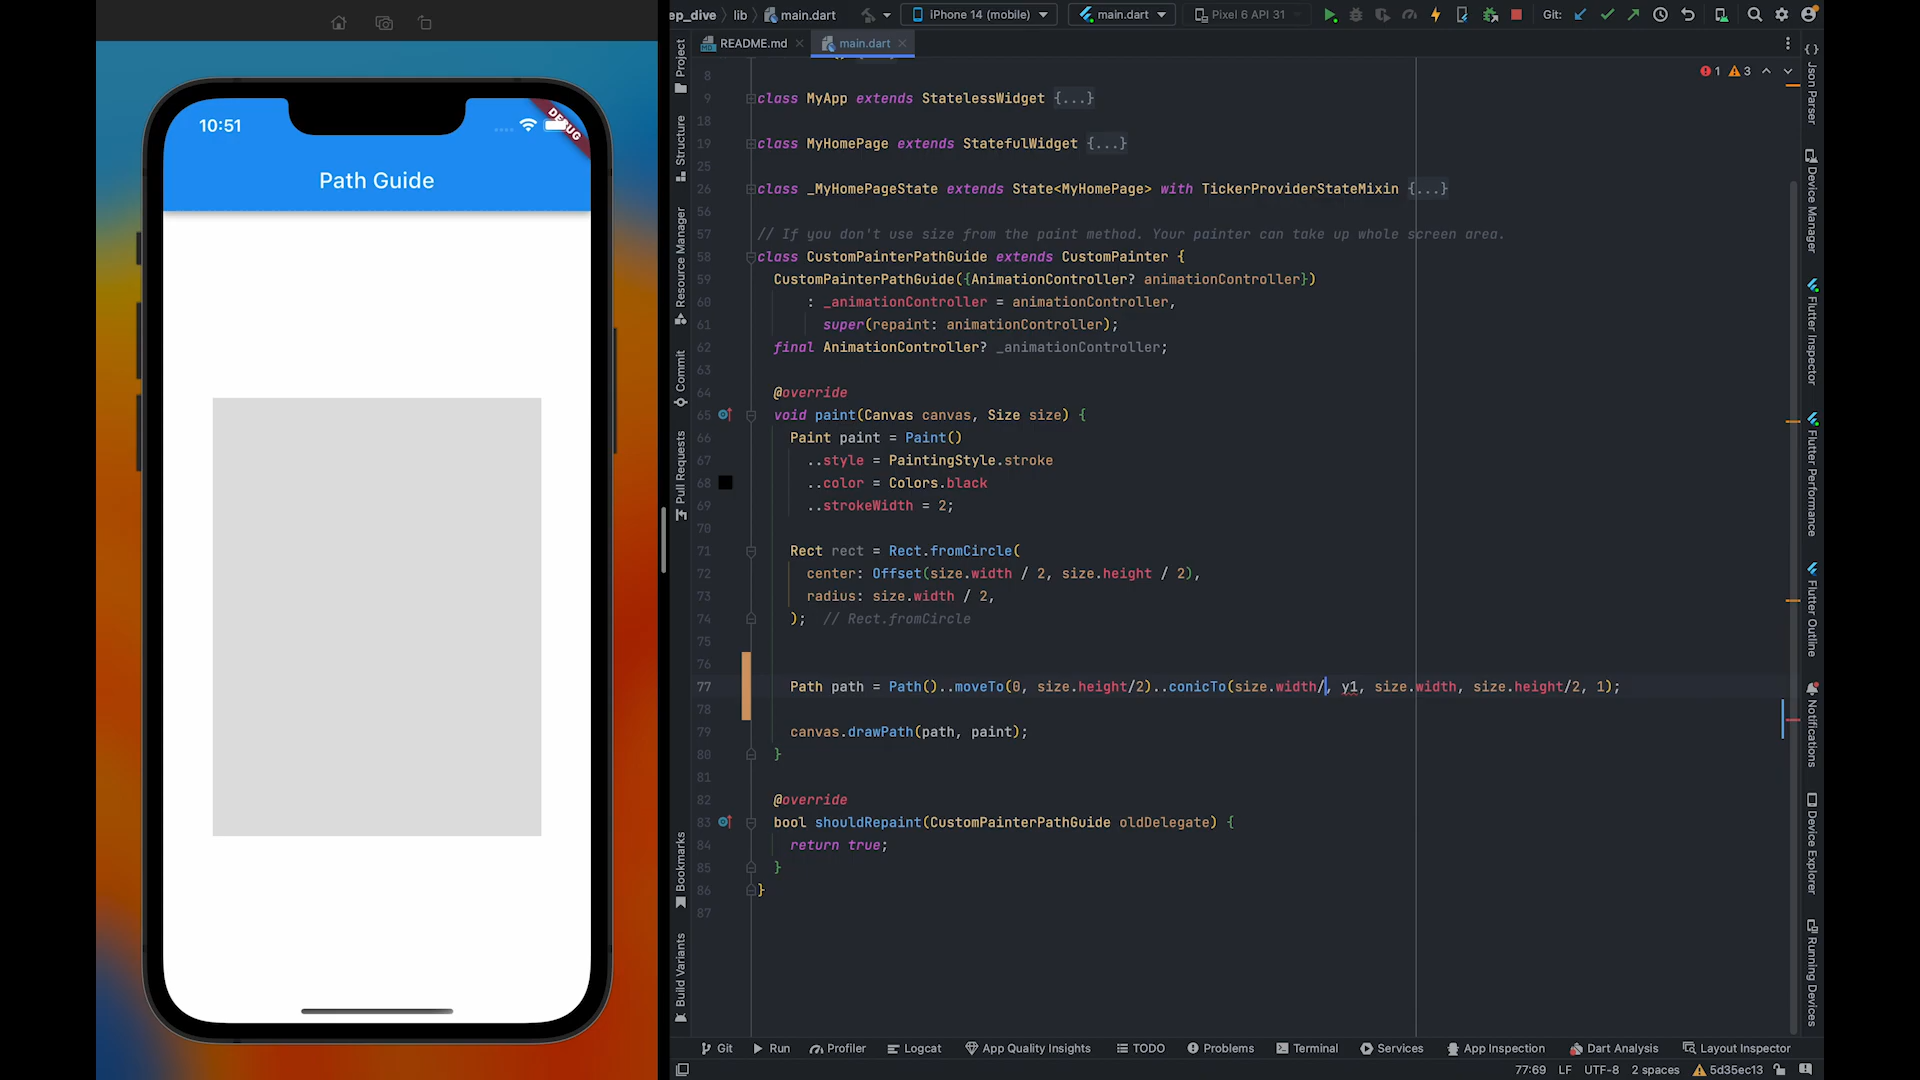 10:51
DEBUG
Path Guide
ep_dive lib main.dart iPhone 14 (mobile) main.dart Pixel 6 API 31 Git:
README.md main.dart
1 3
8
9 class MyApp extends StatelessWidget {...}
18
19 class MyHomePage extends StatefulWidget {...}
25
26 class _MyHomePageState extends State<MyHomePage> with TickerProviderStateMixin {...}
56
57 // If you don't use size from the paint method. Your painter can take up whole screen area.
58 class CustomPainterPathGuide extends CustomPainter {
59 CustomPainterPathGuide({AnimationController? animationController})
60 : _animationController = animationController,
61 super(repaint: animationController);
62 final AnimationController? _animationController;
63
64 @override
65 void paint(Canvas canvas, Size size) {
66 Paint paint = Paint()
67 ..style = PaintingStyle.stroke
68 ..color = Colors.black
69 ..strokeWidth = 2;
70
71 Rect rect = Rect.fromCircle(
72 center: Offset(size.width / 2, size.height / 2),
73 radius: size.width / 2,
74 ); // Rect.fromCircle
75
76
77 Path path = Path()..moveTo(0, size.height/2)..conicTo(size.width/, y1, size.width, size.height/2, 1);
78
79 canvas.drawPath(path, paint);
80 }
81
82 @override
83 bool shouldRepaint(CustomPainterPathGuide oldDelegate) {
84 return true;
85 }
86 }
87
Project
Structure
Resource Manager
Commit
Pull Requests
Bookmarks
Build Variants
Json Parser
Device Manager
Flutter Inspector
Flutter Performance
Flutter Outline
Notifications
Device Explorer
Running Devices
Git Run Profiler Logcat App Quality Insights TODO Problems Terminal Services App Inspection Dart Analysis Layout Inspector
77:69 LF UTF-8 2 spaces 5d35ec13